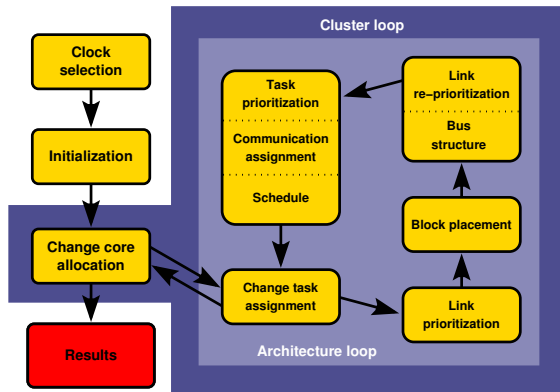 Cluster loop
Clock
selection
Initialization
Change core
allocation
Results
Task
prioritization
Communication
assignment
Schedule
Change task
assignment
Link
re-prioritization
Bus
structure
Block placement
Link
prioritization
Architecture loop